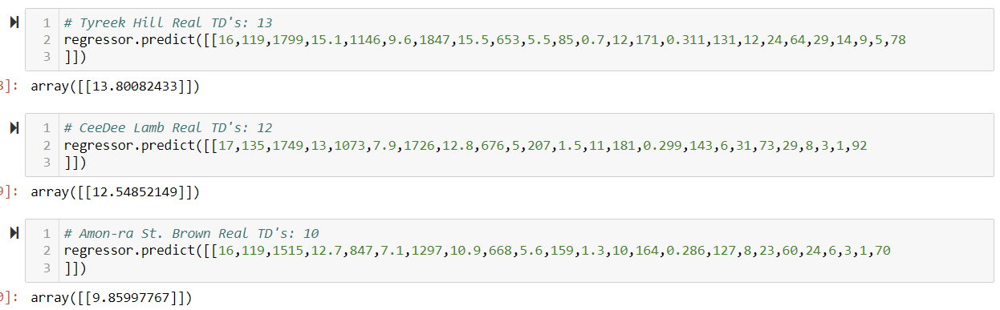 1 # Tyreek Hill Real TD's: 13
2 regressor.predict([[16,119,1799,15.1,1146,9.6,1847,15.5,653,5.5,85,0.7,12,171,0.311,131,12,24,64,29,14,9,5,78
3 ]])
8]: array([[13.80082433]])
1 # CeeDee Lamb Real TD's: 12
2 regressor.predict([[17,135,1749,13,1073,7.9,1726,12.8,676,5,207,1.5,11,181,0.299,143,6,31,73,29,8,3,1,92
3 ]])
9]: array([[12.54852149]])
1 # Amon-ra St. Brown Real TD's: 10
2 regressor.predict([[16,119,1515,12.7,847,7.1,1297,10.9,668,5.6,159,1.3,10,164,0.286,127,8,23,60,24,6,3,1,70
3 ]])
0]: array([[9.85997767]])